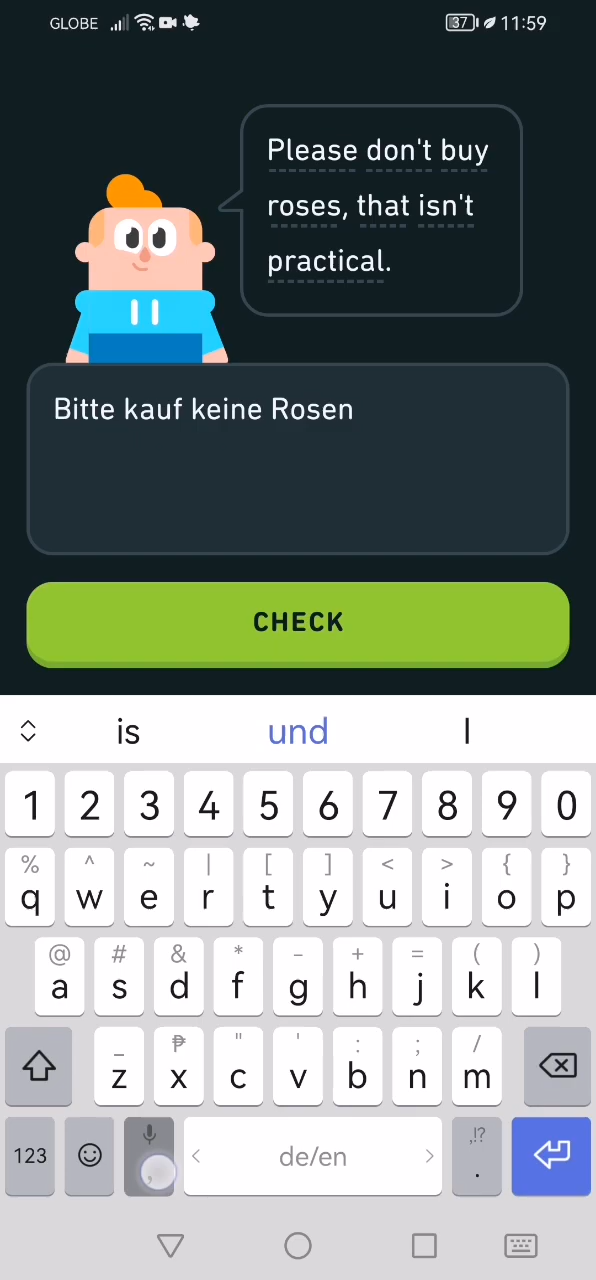 GLOBE 37 11:59
Please don't buy
roses, that isn't
practical.
Bitte kauf keine Rosen
CHECK
is und I
1 2 3 4 5 6 7 8 9 0
% ^ ~ | [ ] < > { }
q w e r t y u i o p
@ # & * - + = ( )
a s d f g h j k l
_ ₱ " ' : ; /
z x c v b n m
123 , < de/en > ,!? .